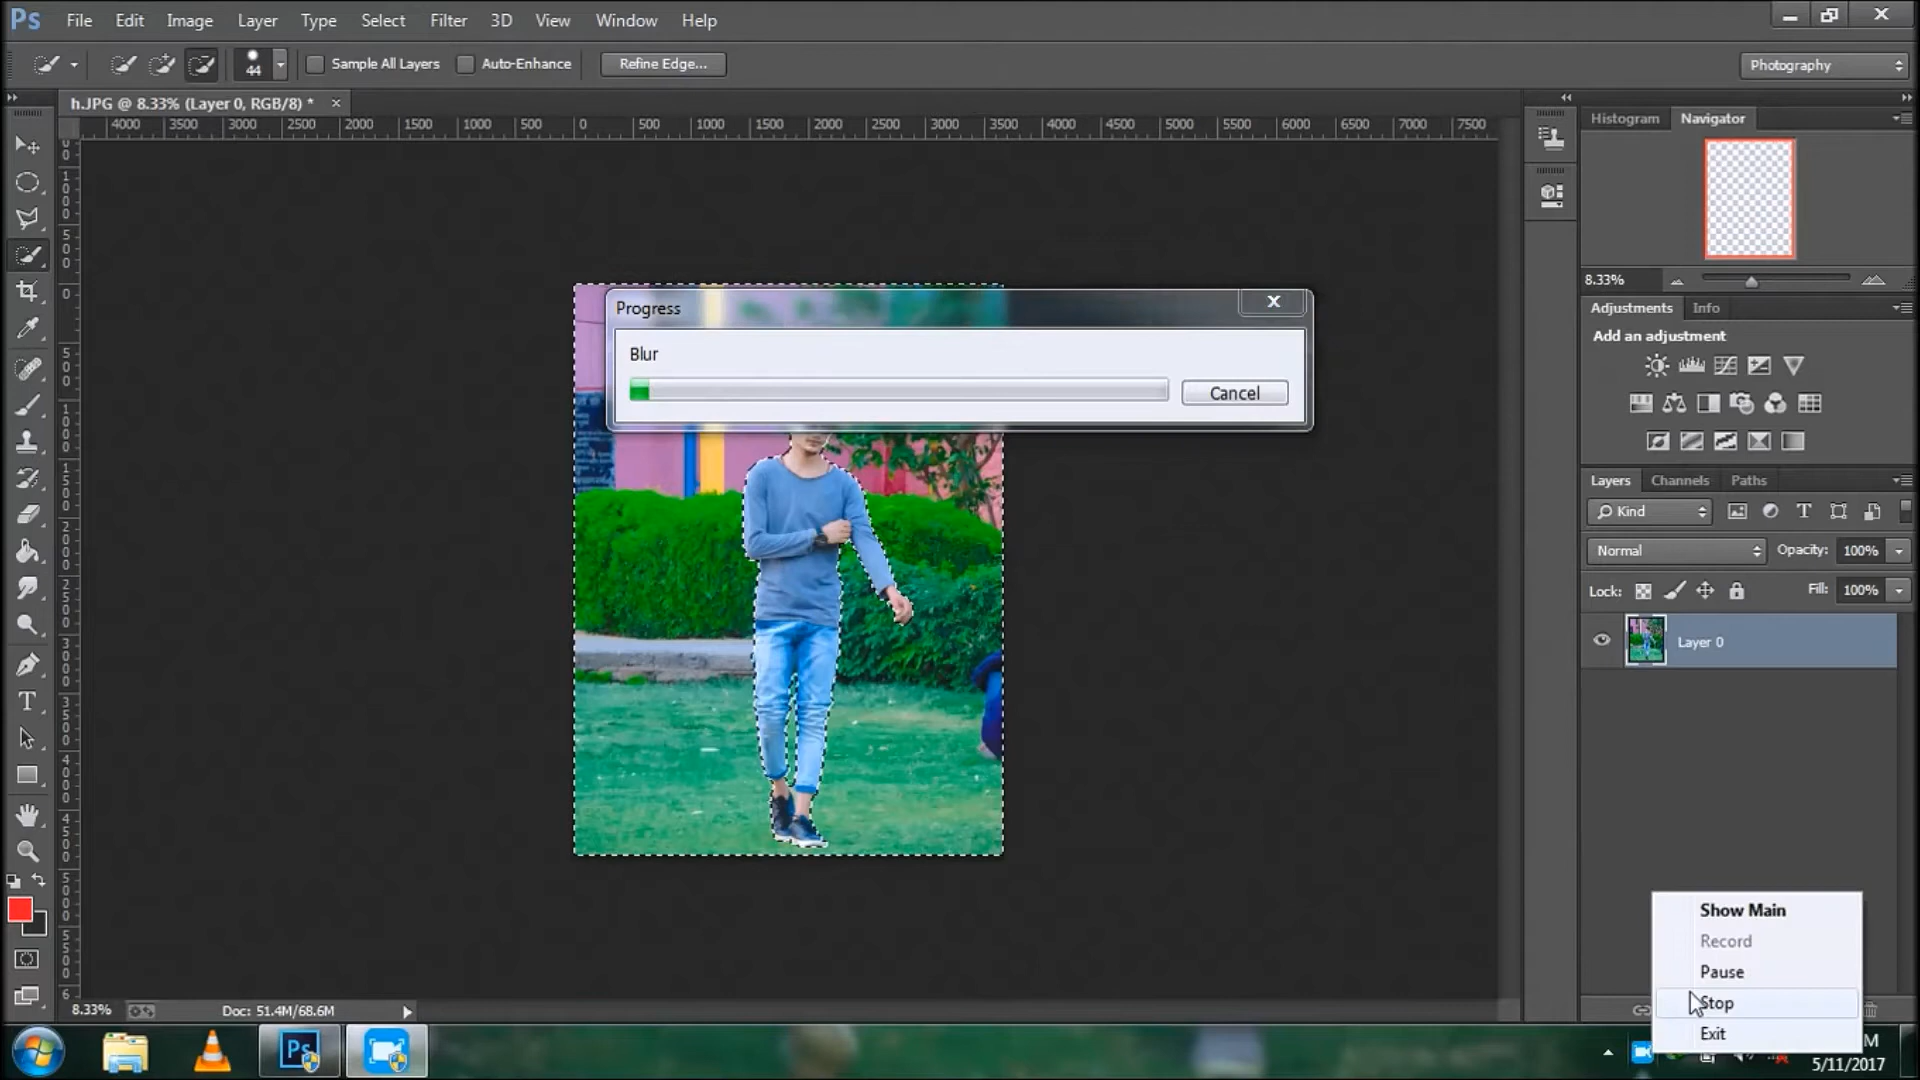 Ps File Edit Image Layer Type Select Filter 3D View Window Help
44 Sample All Layers Auto-Enhance Refine Edge... Photography
h.JPG @ 8.33% (Layer 0, RGB/8) * ×
4000 3500 3000 2500 2000 1500 1000 500 0 500 1000 1500 2000 2500 3000 3500 4000 4500 5000 5500 6000 6500 7000 7500
Histogram Navigator
8.33%
Adjustments Info
Add an adjustment
Progress
Blur
Cancel
Layers Channels Paths
Kind
Normal Opacity: 100%
Lock: Fill: 100%
Layer 0
Show Main
Record
Pause
Stop
Exit
8.33% Doc: 51.4M/68.6M
Ps
M
5/11/2017